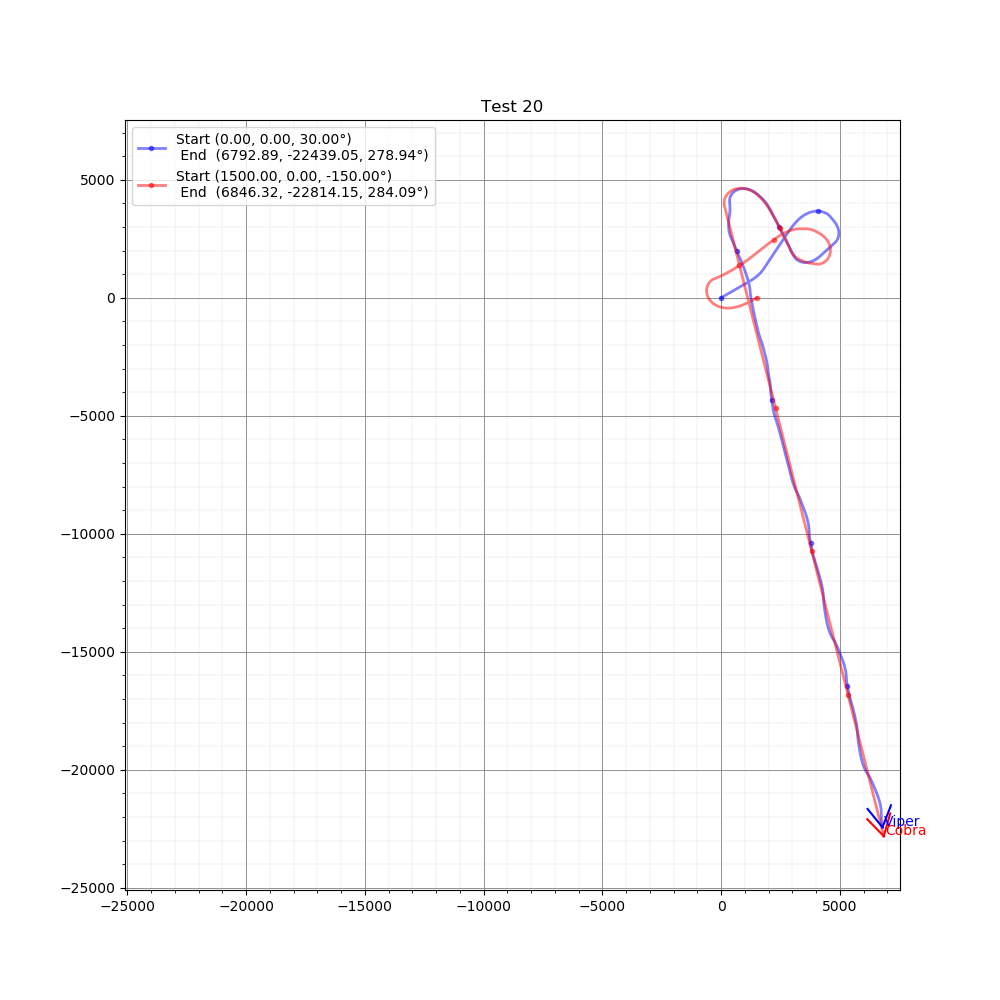 Test 20
Start (0.00, 0.00, 30.00°)
End (6792.89, -22439.05, 278.94°)
Start (1500.00, 0.00, -150.00°)
End (6846.32, -22814.15, 284.09°)
5000
0
−5000
−10000
−15000
−20000
−25000
Viper
Cobra
−25000 −20000 −15000 −10000 −5000 0 5000